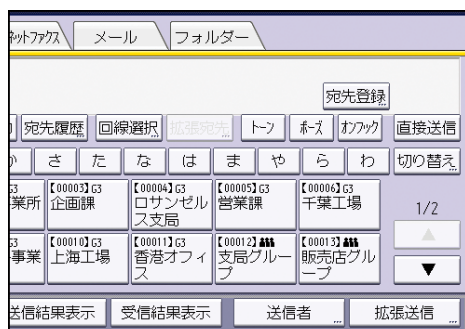 ネットファクス メール フォルダー
宛先登録
宛先履歴 回線選択 拡張宛先 トーン ポーズ オンフック 直接送信
か さ た な は ま や ら わ 切り替え
G3 【00003】G3 【00004】G3 【00005】G3 【00006】G3
業所 企画課 ロサンゼル 営業課 千葉工場 1/2
ス支局
G3 【00010】G3 【00011】G3 【00012】 【00013】
事業 上海工場 香港オフィ 支局グルー 販売店グル
ス プ ープ
送信結果表示 受信結果表示 送信者 拡張送信